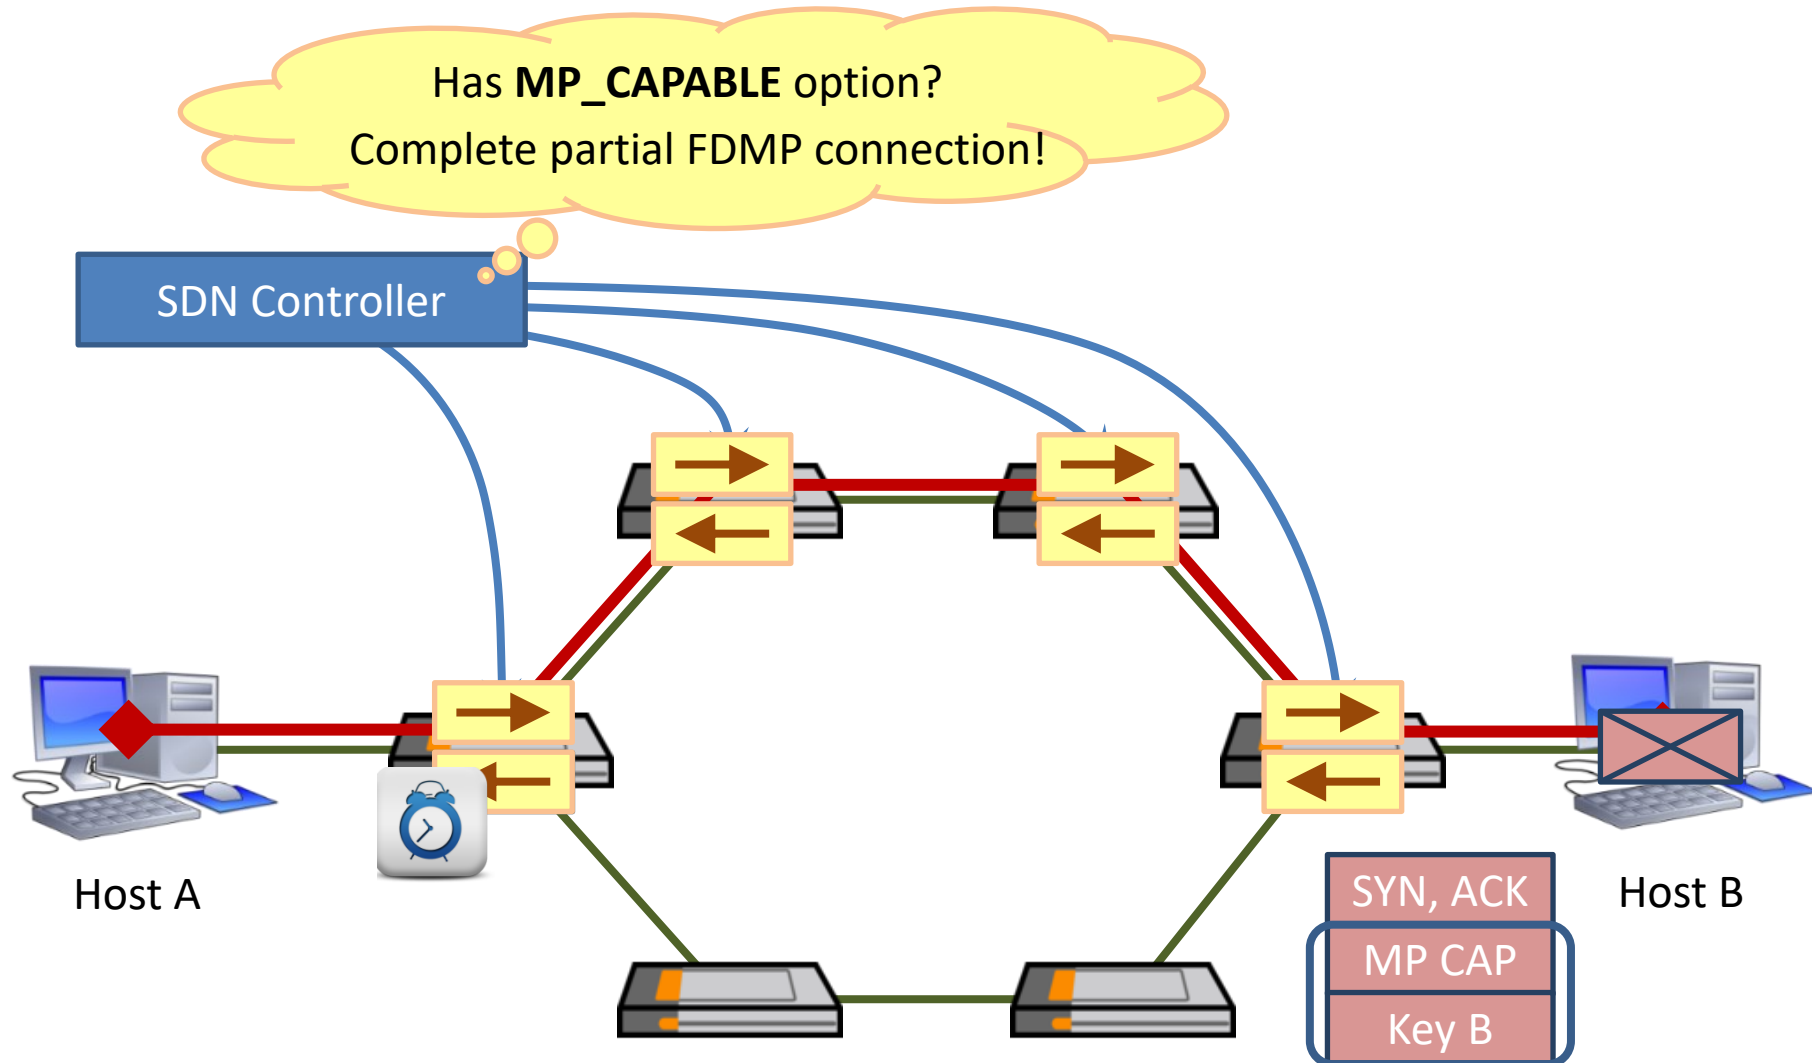 Has MP_CAPABLE option?
Complete partial FDMP connection!
SDN Controller
Host A
Host B
SYN, ACK
MP CAP
Key B